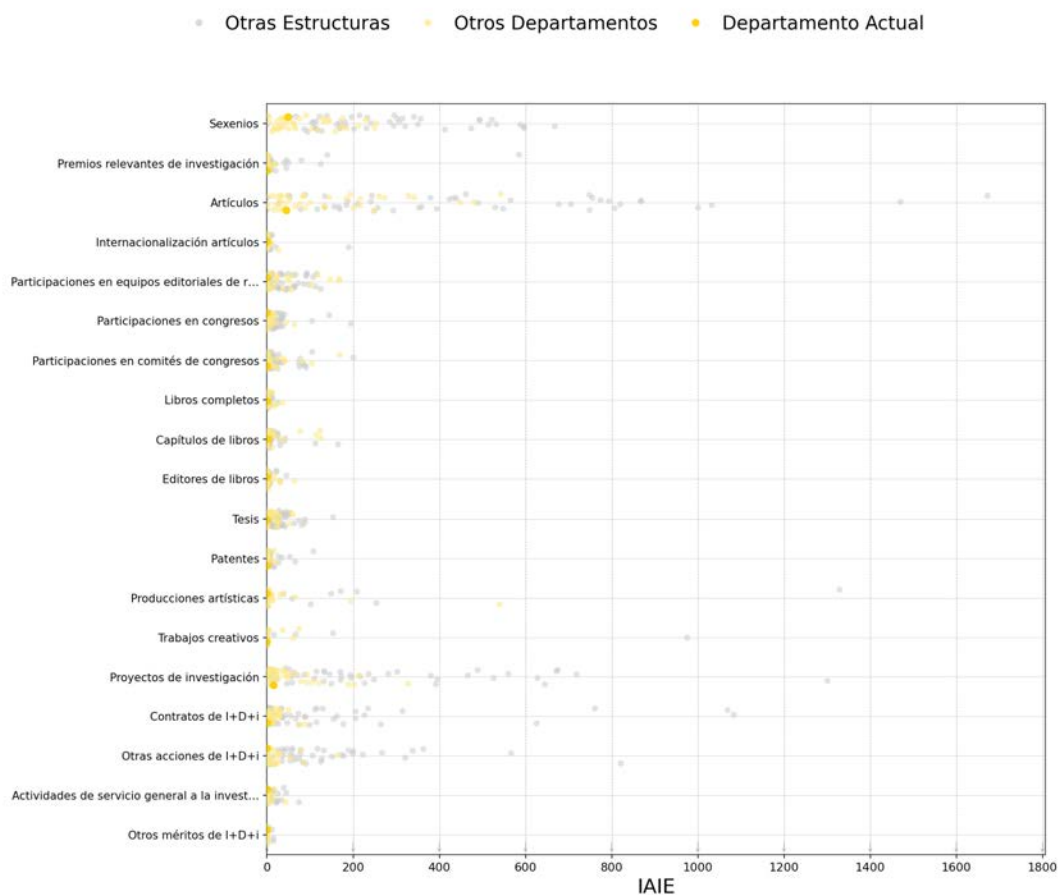 Otras Estructuras Otros Departamentos Departamento Actual
Sexenios
Premios relevantes de investigación
Artículos
Internacionalización artículos
Participaciones en equipos editoriales de r...
Participaciones en congresos
Participaciones en comités de congresos
Libros completos
Capítulos de libros
Editores de libros
Tesis
Patentes
Producciones artísticas
Trabajos creativos
Proyectos de investigación
Contratos de I+D+i
Otras acciones de I+D+i
Actividades de servicio general a la invest...
Otros méritos de I+D+i
0 200 400 600 800 1000 1200 1400 1600 1800
IAIE